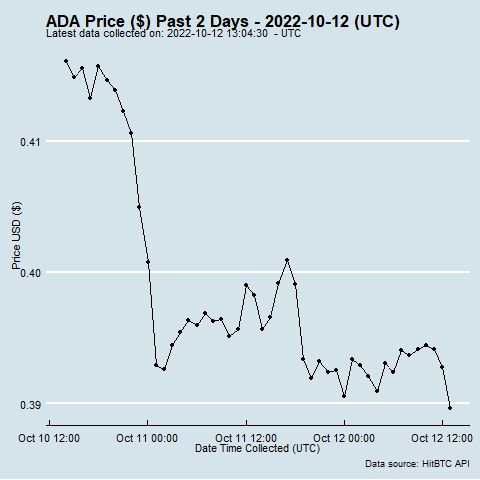 ADA Price ($) Past 2 Days - 2022-10-12 (UTC)
Latest data collected on: 2022-10-12 13:04:30  - UTC
0.41
0.40
0.39
Price USD ($)
Oct 10 12:00
Oct 11 00:00
Oct 11 12:00
Oct 12 00:00
Oct 12 12:00
Date Time Collected (UTC)
Data source: HitBTC API